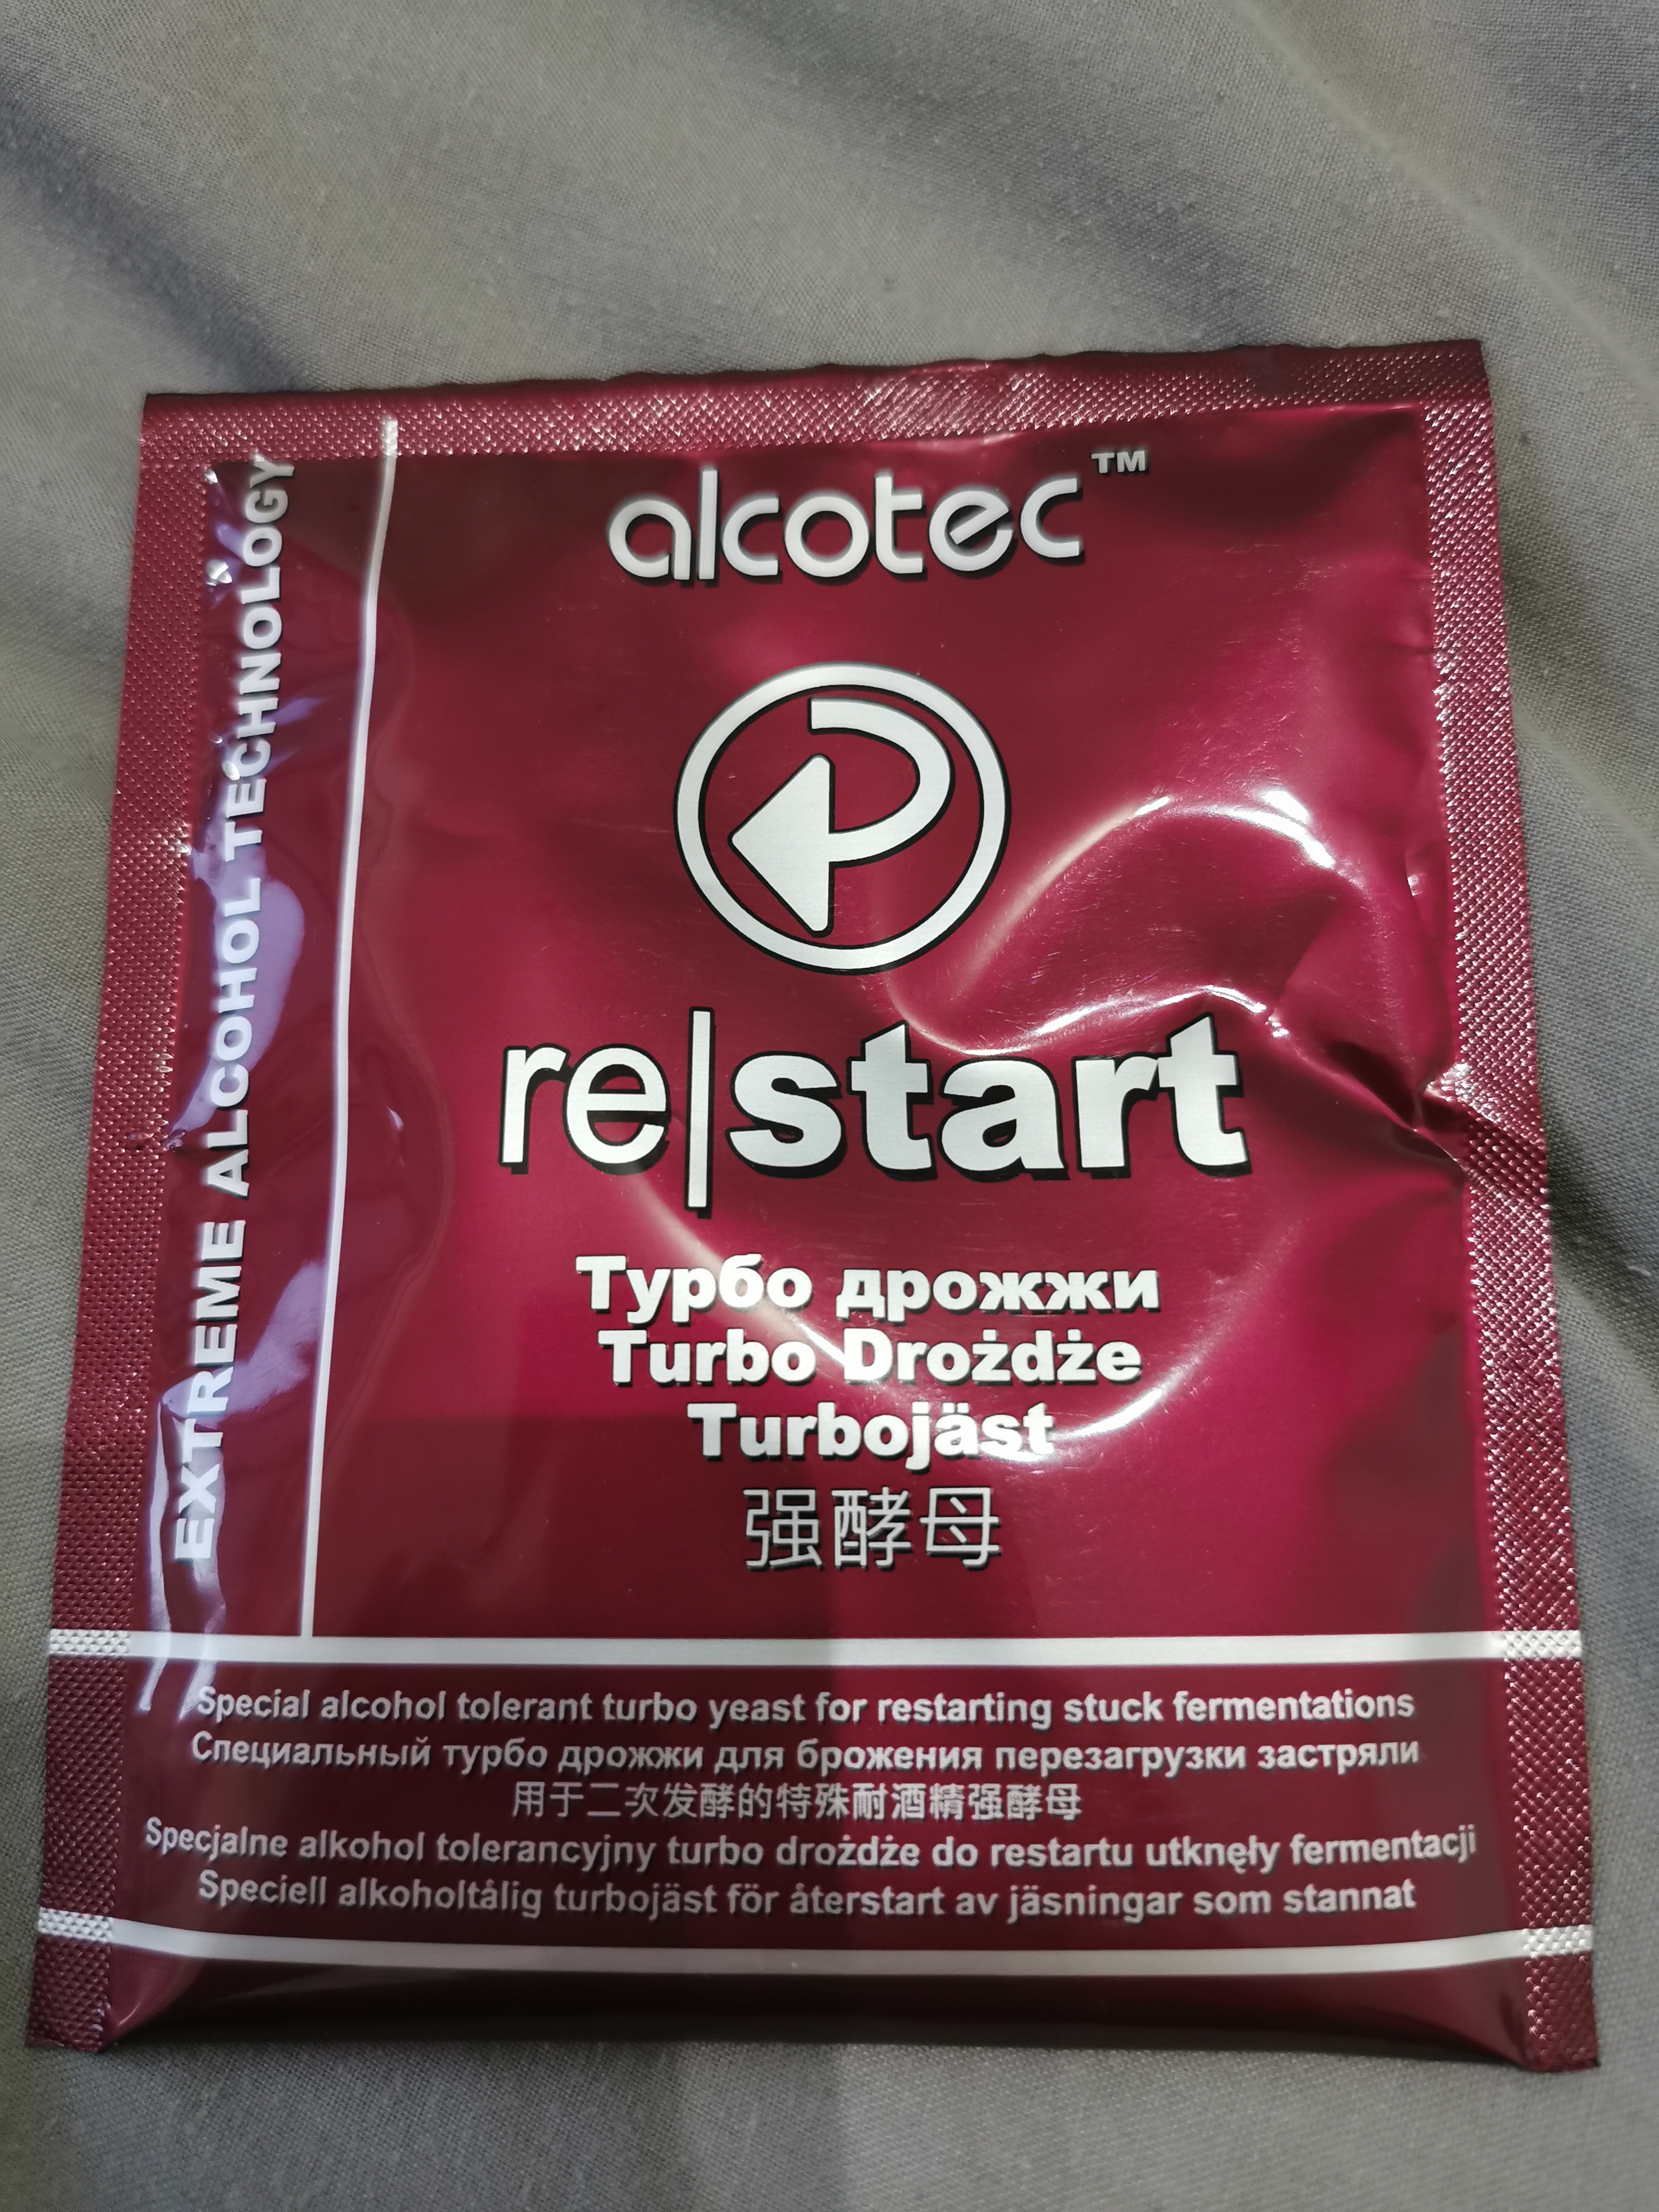 alcotec™
EXTREME ALCOHOL TECHNOLOGY
re|start
Турбо дрожжи
Turbo Drożdże
Turbojäst
强酵母
Special alcohol tolerant turbo yeast for restarting stuck fermentations
Специальный турбо дрожжи для брожения перезагрузки застряли
用于二次发酵的特殊耐酒精强酵母
Specjalne alkohol tolerancyjny turbo drożdże do restartu utknęły fermentacji
Speciell alkoholtålig turbojäst för återstart av jäsningar som stannat